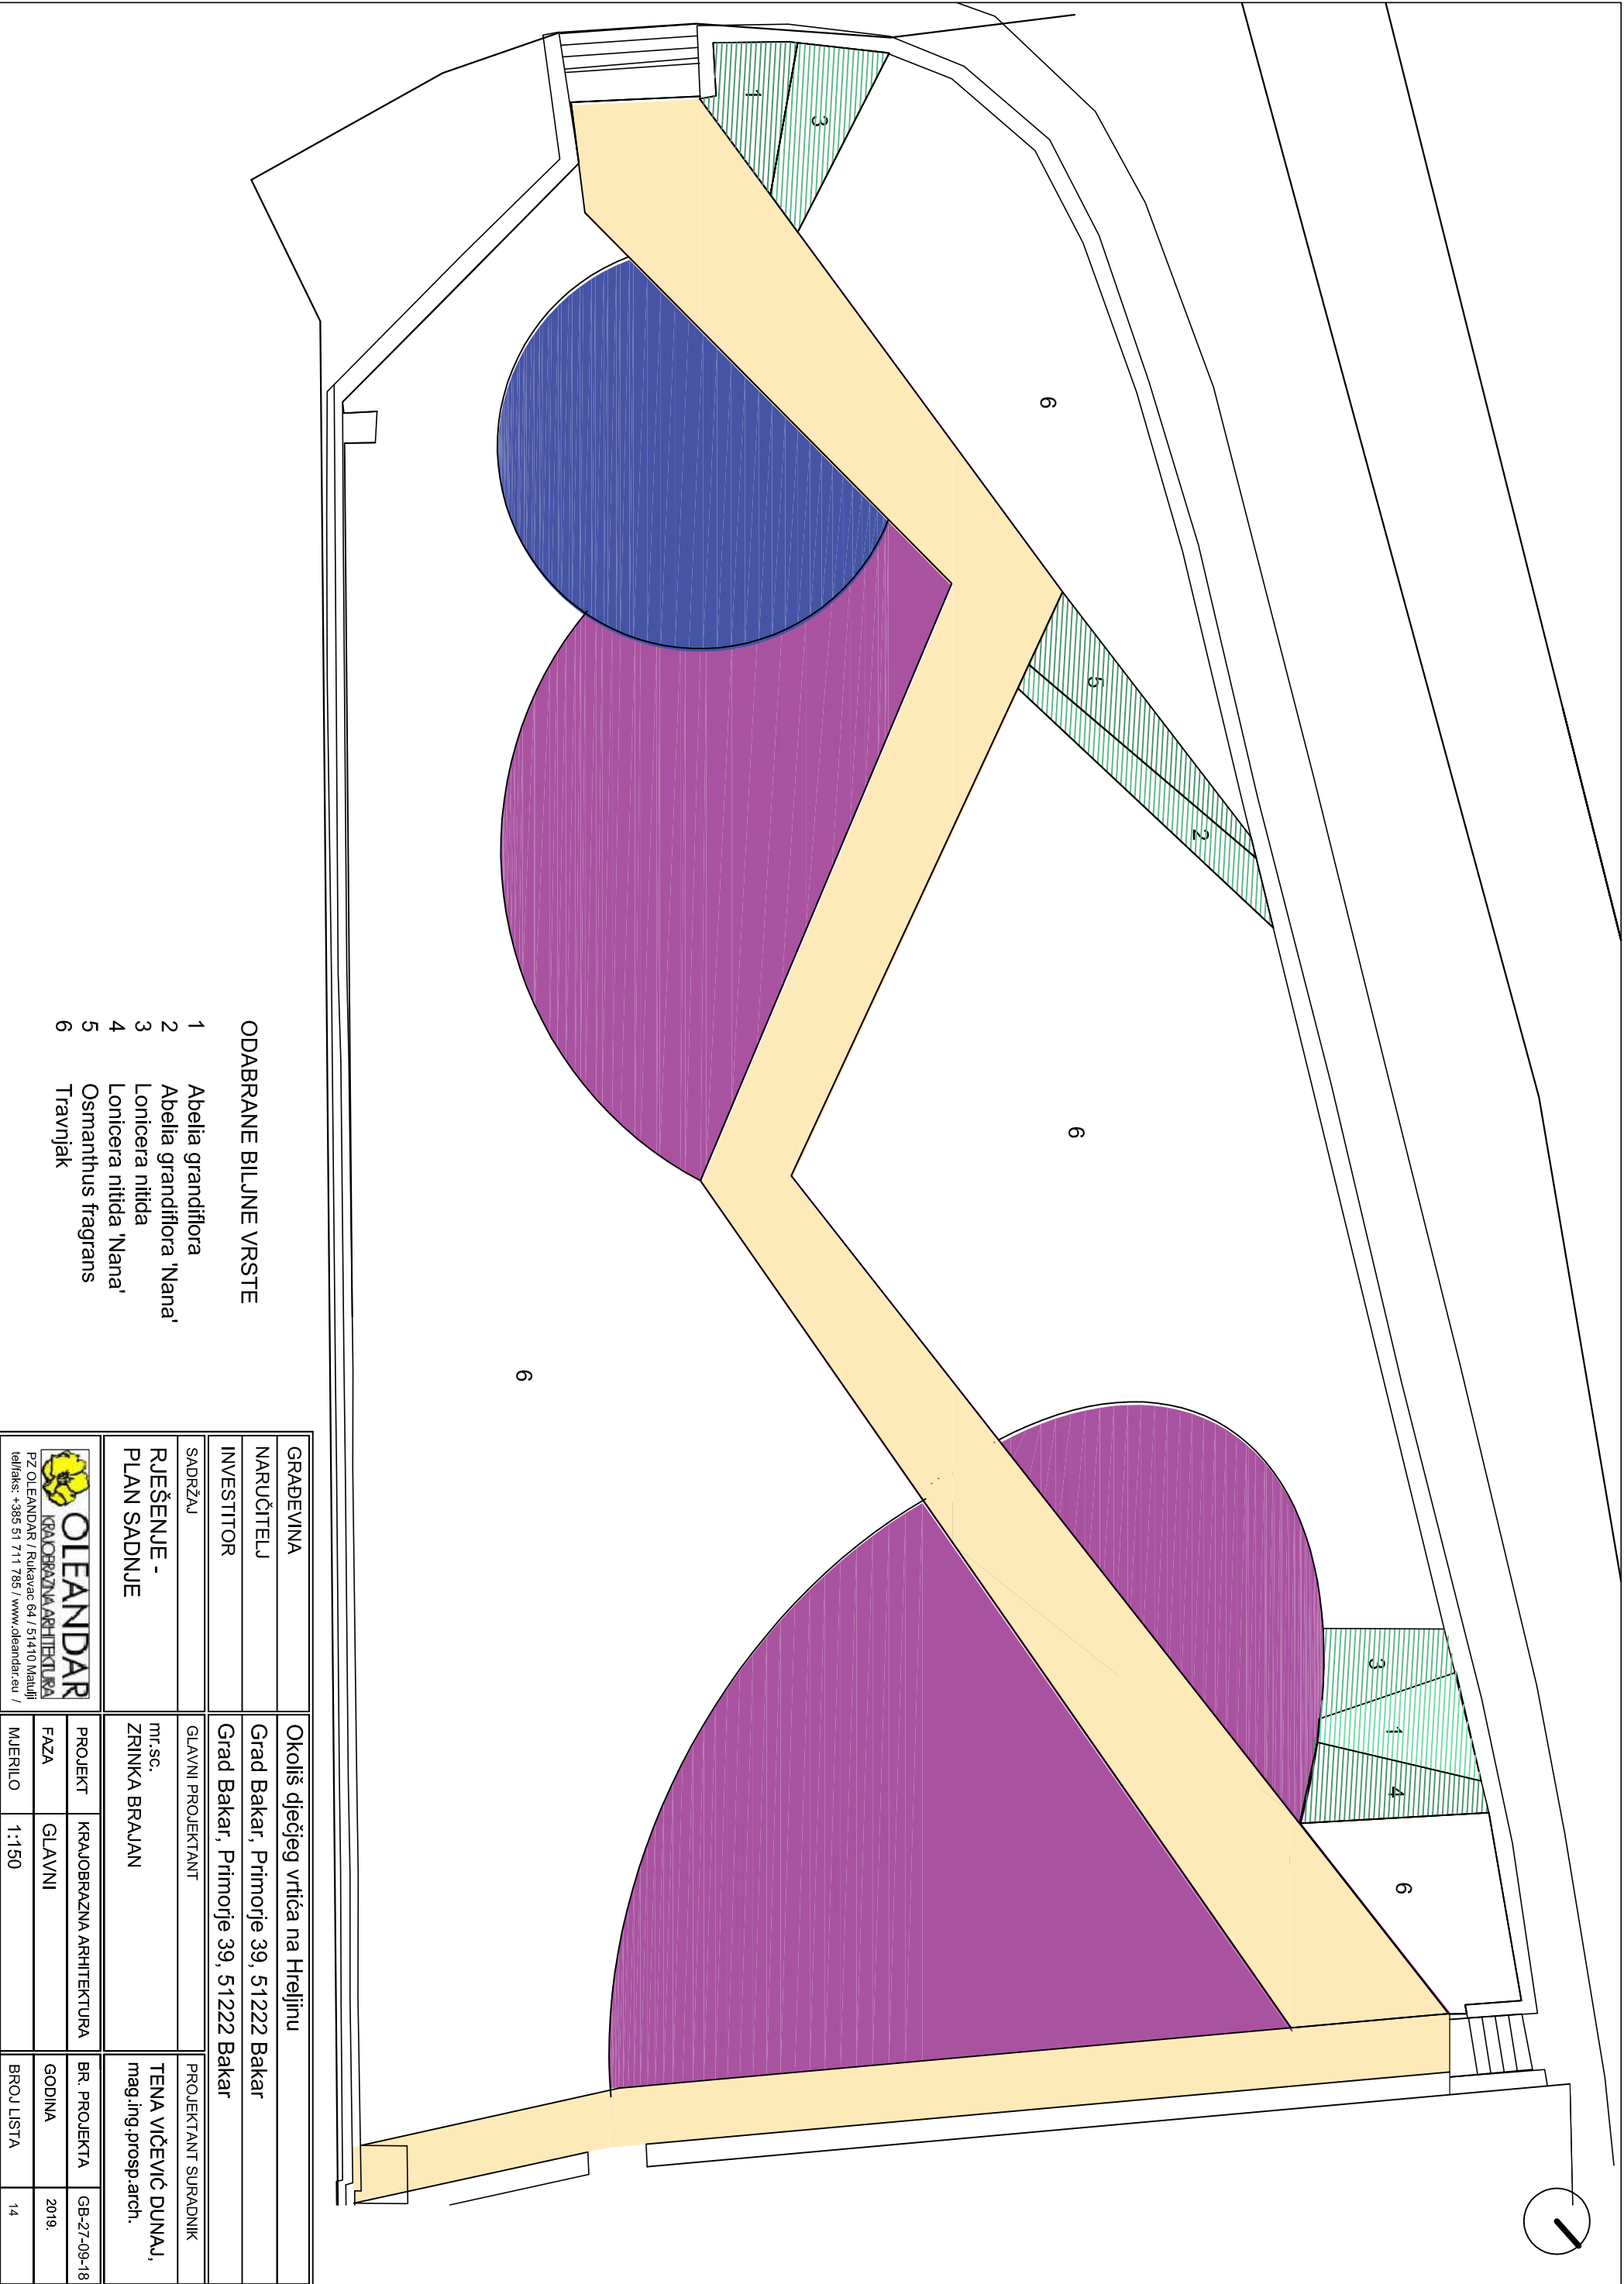 1
3
6
5
2
6
6
3
1
4
6
ODABRANE BILJNE VRSTE
1 Abelia grandiflora
2 Abelia grandiflora 'Nana'
3 Lonicera nitida
4 Lonicera nitida 'Nana'
5 Osmanthus fragrans
6 Travnjak
GRAĐEVINA Okoliš dječjeg vrtića na Hreljinu
NARUČITELJ Grad Bakar, Primorje 39, 51222 Bakar
INVESTITOR Grad Bakar, Primorje 39, 51222 Bakar
SADRŽAJ GLAVNI PROJEKTANT PROJEKTANT SURADNIK
RJEŠENJE -
PLAN SADNJE
mr.sc.
ZRINKA BRAJAN
TENA VIČEVIĆ DUNAJ,
mag.ing.prosp.arch.
OLEANDAR
KRAJOBRAZNA ARHITEKTURA
PZ OLEANDAR / Rukavac 64 / 51410 Matulji
tel/faks: +385 51 711 785 / www.oleandar.eu /
PROJEKT KRAJOBRAZNA ARHITEKTURA BR. PROJEKTA GB-27-09-18
FAZA GLAVNI GODINA 2019.
MJERILO 1:150 BROJ LISTA 14